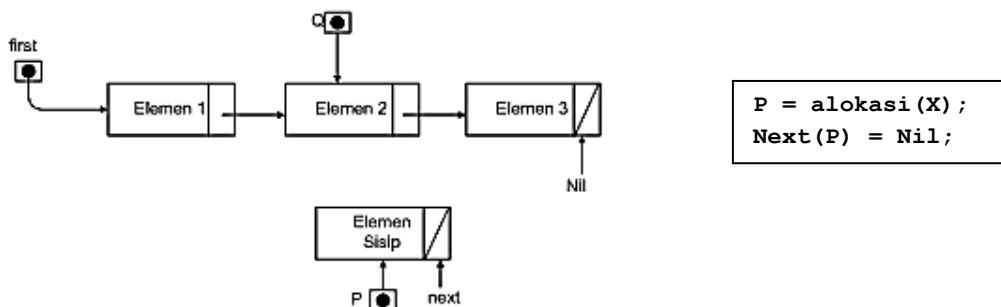 first
Q
Elemen 1
Elemen 2
Elemen 3
Nil
Elemen
Sisip
P
next
P = alokasi(X);
Next(P) = Nil;